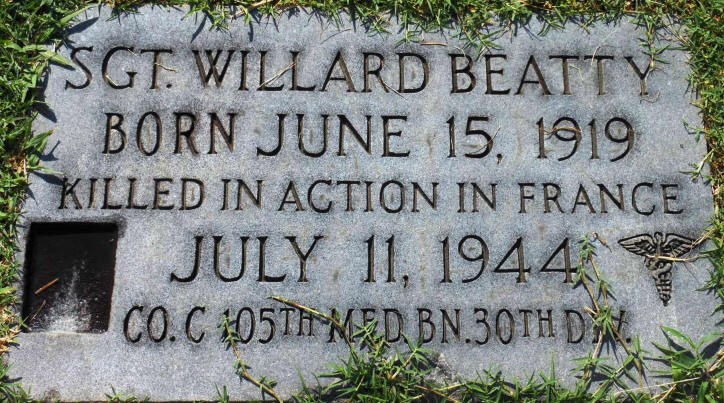 SGT. WILLARD BEATTY
BORN JUNE 15, 1919
KILLED IN ACTION IN FRANCE
JULY 11, 1944
CO. C 105TH MED. BN. 30TH DIV.